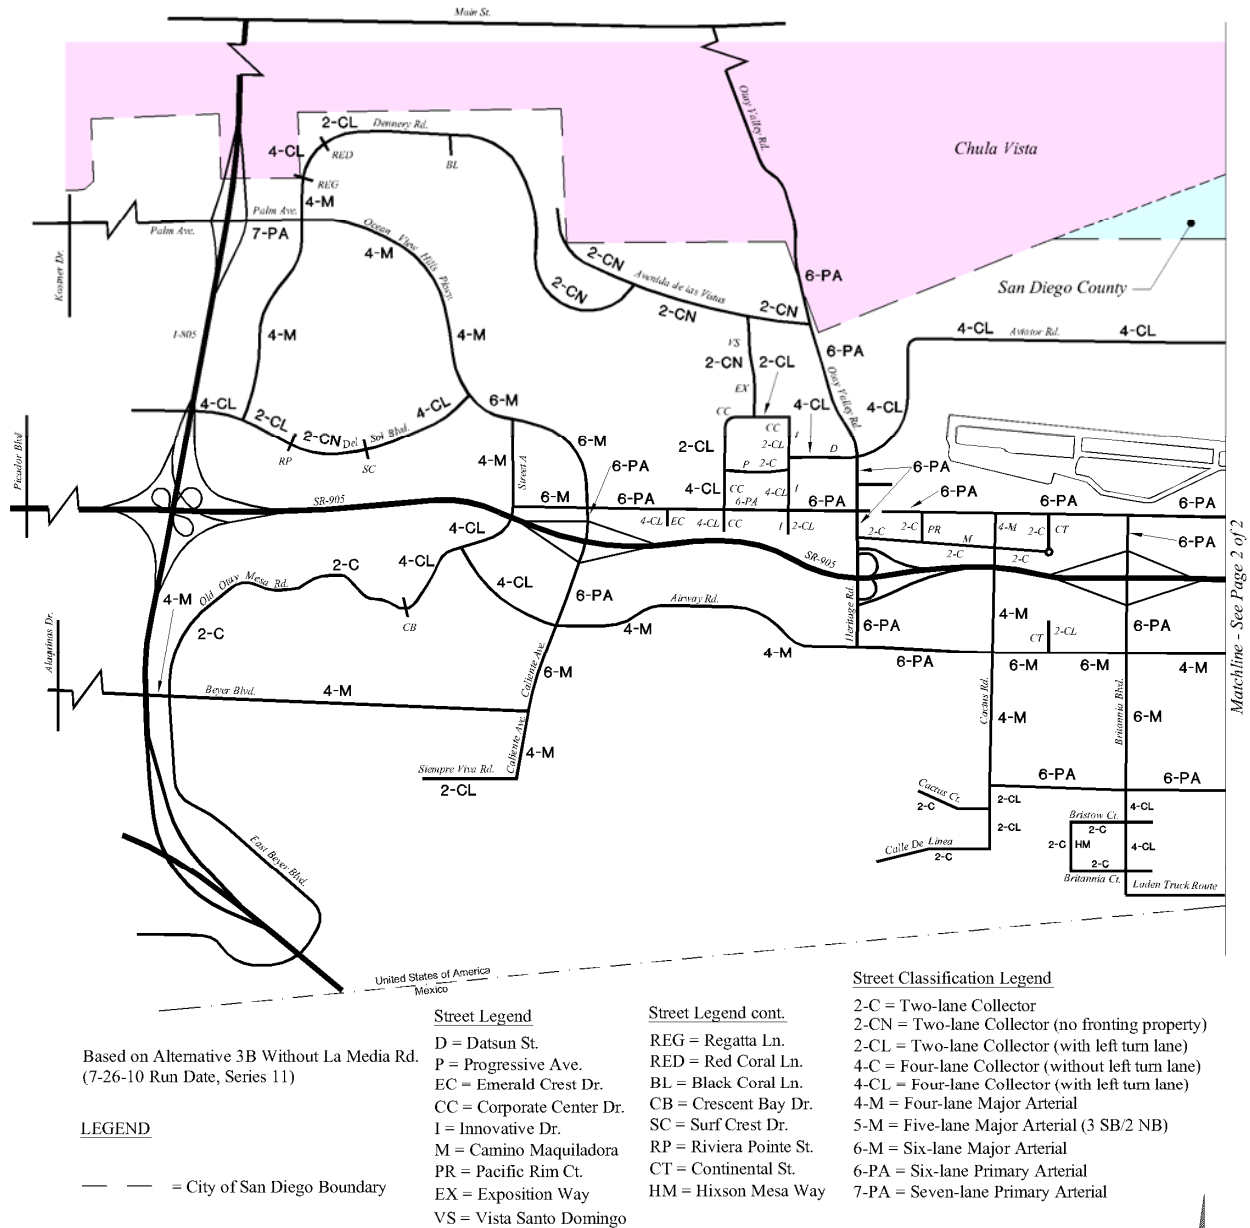 Main St.
Otay Valley Rd.
Chula Vista
2-CL
Dennery Rd.
4-CL
RED
BL
REG
4-M
Palm Ave.
Palm Ave.
7-PA
Ocean View Hills Pkwy.
4-M
Kostner Dr.
2-CN
Avenida de las Vistas
6-PA
2-CN
2-CN
2-CN
San Diego County
I-805
4-M
4-M
VS
2-CN
2-CL
6-PA
4-CL
Aviator Rd.
4-CL
EX
Otay Valley Rd.
4-CL
2-CL
4-CL
6-M
CC
4-CL
4-CL
2-CN
Del
Sol Blvd.
RP
SC
6-M
CC
2-CL
2-CL
I
D
Picador Blvd
4-M
Street A
6-PA
P
2-C
6-PA
6-PA
SR-905
6-M
6-PA
4-CL
CC
4-CL
I
6-PA
6-PA
6-PA
6-PA
4-CL
EC
4-CL
CC
I
2-CL
2-C
2-C
PR
4-M
2-C
CT
M
2-C
2-C
6-PA
4-CL
SR-905
Matchline - See Page 2 of 2
Old Otay Mesa Rd.
2-C
4-CL
4-CL
6-PA
Airway Rd.
Heritage Rd.
4-M
4-M
CB
2-C
4-M
4-M
6-PA
6-PA
CT
2-CL
6-PA
6-M
6-M
4-M
Alaquinas Dr.
Beyer Blvd.
4-M
Caliente Ave.
6-M
Cactus Rd.
4-M
Britannia Blvd.
6-M
Caliente Ave.
4-M
Siempre Viva Rd.
2-CL
6-PA
6-PA
Cactus Ct.
2-C
2-CL
2-CL
4-CL
Bristow Ct.
2-C
2-C
HM
4-CL
2-C
Calle De Linea
2-C
Britannia Ct.
Laden Truck Route
East Beyer Blvd.
United States of America
Mexico
Based on Alternative 3B Without La Media Rd.
(7-26-10 Run Date, Series 11)
LEGEND
= City of San Diego Boundary
Street Legend
D = Datsun St.
P = Progressive Ave.
EC = Emerald Crest Dr.
CC = Corporate Center Dr.
I = Innovative Dr.
M = Camino Maquiladora
PR = Pacific Rim Ct.
EX = Exposition Way
VS = Vista Santo Domingo
Street Legend cont.
REG = Regatta Ln.
RED = Red Coral Ln.
BL = Black Coral Ln.
CB = Crescent Bay Dr.
SC = Surf Crest Dr.
RP = Riviera Pointe St.
CT = Continental St.
HM = Hixson Mesa Way
Street Classification Legend
2-C = Two-lane Collector
2-CN = Two-lane Collector (no fronting property)
2-CL = Two-lane Collector (with left turn lane)
4-C = Four-lane Collector (without left turn lane)
4-CL = Four-lane Collector (with left turn lane)
4-M = Four-lane Major Arterial
5-M = Five-lane Major Arterial (3 SB/2 NB)
6-M = Six-lane Major Arterial
6-PA = Six-lane Primary Arterial
7-PA = Seven-lane Primary Arterial